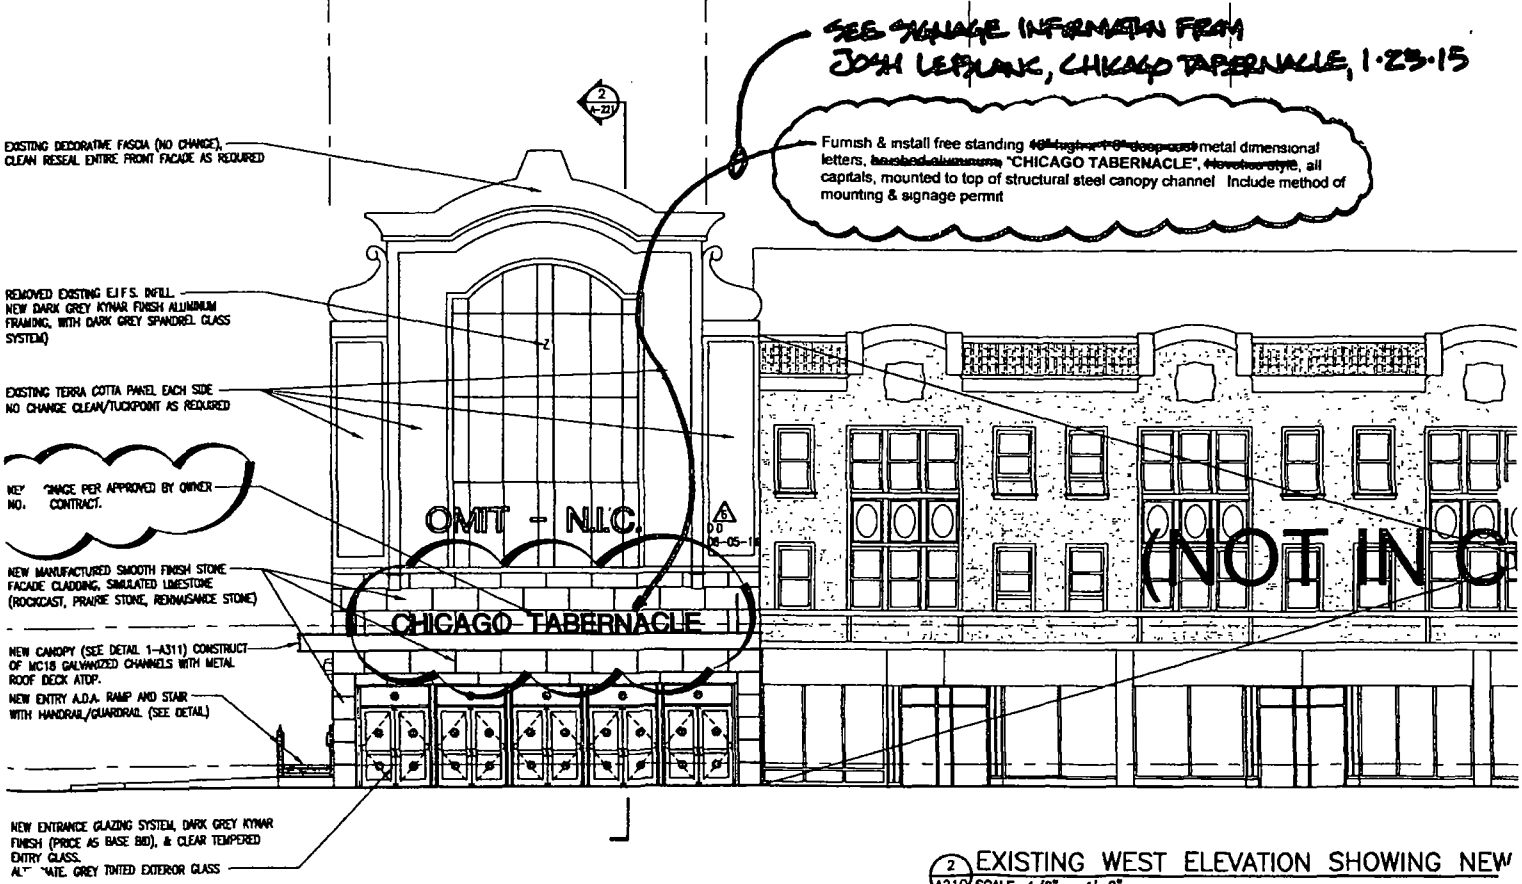 SEE SIGNAGE INFORMATION FROM
JOSH LEBLANC, CHICAGO TABERNACLE, 1·23·15
2
A-221
EXISTING DECORATIVE FASCIA (NO CHANGE),
CLEAN RESEAL ENTIRE FRONT FACADE AS REQUIRED
Furnish & install free standing metal dimensional
letters, brushed aluminum, "CHICAGO TABERNACLE", style, all
capitals, mounted to top of structural steel canopy channel Include method of
mounting & signage permit
REMOVED EXISTING E.I.F.S. INFILL.
NEW DARK GREY KYNAR FINISH ALUMINUM
FRAMING, WITH DARK GREY SPANDREL GLASS
SYSTEM)
EXISTING TERRA COTTA PANEL EACH SIDE
NO CHANGE CLEAN/TUCKPOINT AS REQUIRED
PER APPROVED BY OWNER
CONTRACT.
OMIT - N.I.C.
6
(NOT IN C
NEW MANUFACTURED SMOOTH FINISH STONE
FACADE CLADDING, SIMULATED LIMESTONE
(ROCKCAST, PRAIRIE STONE, RENNAISANCE STONE)
CHICAGO TABERNACLE
NEW CANOPY (SEE DETAIL 1-A311) CONSTRUCT
OF MC18 GALVANIZED CHANNELS WITH METAL
ROOF DECK ATOP.
NEW ENTRY A.D.A. RAMP AND STAIR
WITH HANDRAIL/GUARDRAIL (SEE DETAIL)
NEW ENTRANCE GLAZING SYSTEM, DARK GREY KYNAR
FINISH (PRICE AS BASE BID), & CLEAR TEMPERED
ENTRY GLASS.
GREY TINTED EXTERIOR GLASS
2 EXISTING WEST ELEVATION SHOWING NEW